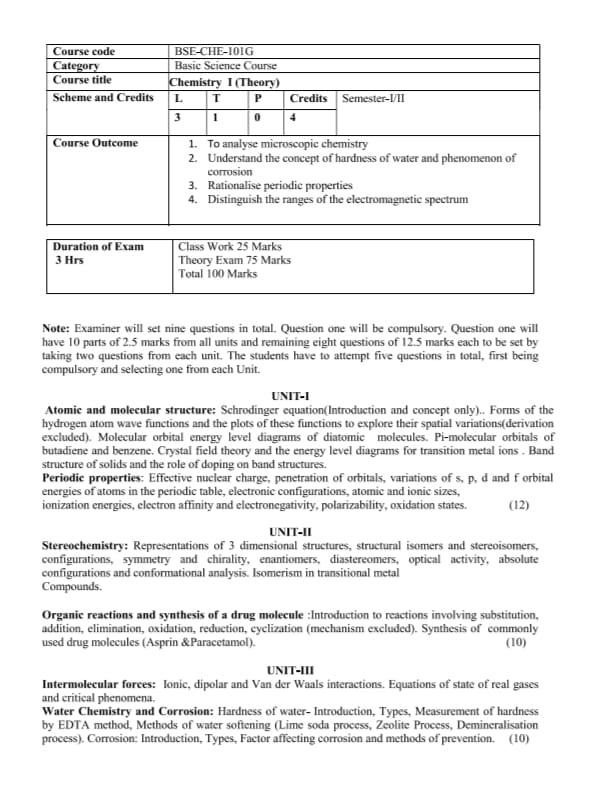 Course code BSE-CHE-101G
Category Basic Science Course
Course title Chemistry I (Theory)
Scheme and Credits L T P Credits Semester-I/II
3 1 0 4
Course Outcome 1. To analyse microscopic chemistry
2. Understand the concept of hardness of water and phenomenon of
corrosion
3. Rationalise periodic properties
4. Distinguish the ranges of the electromagnetic spectrum
Duration of Exam Class Work 25 Marks
3 Hrs Theory Exam 75 Marks
Total 100 Marks
Note: Examiner will set nine questions in total. Question one will be compulsory. Question one will
have 10 parts of 2.5 marks from all units and remaining eight questions of 12.5 marks each to be set by
taking two questions from each unit. The students have to attempt five questions in total, first being
compulsory and selecting one from each Unit.
UNIT-I
Atomic and molecular structure: Schrodinger equation(Introduction and concept only).. Forms of the
hydrogen atom wave functions and the plots of these functions to explore their spatial variations(derivation
excluded). Molecular orbital energy level diagrams of diatomic molecules. Pi-molecular orbitals of
butadiene and benzene. Crystal field theory and the energy level diagrams for transition metal ions . Band
structure of solids and the role of doping on band structures.
Periodic properties: Effective nuclear charge, penetration of orbitals, variations of s, p, d and f orbital
energies of atoms in the periodic table, electronic configurations, atomic and ionic sizes,
ionization energies, electron affinity and electronegativity, polarizability, oxidation states. (12)
UNIT-II
Stereochemistry: Representations of 3 dimensional structures, structural isomers and stereoisomers,
configurations, symmetry and chirality, enantiomers, diastereomers, optical activity, absolute
configurations and conformational analysis. Isomerism in transitional metal
Compounds.
Organic reactions and synthesis of a drug molecule :Introduction to reactions involving substitution,
addition, elimination, oxidation, reduction, cyclization (mechanism excluded). Synthesis of commonly
used drug molecules (Asprin &Paracetamol). (10)
UNIT-III
Intermolecular forces: Ionic, dipolar and Van der Waals interactions. Equations of state of real gases
and critical phenomena.
Water Chemistry and Corrosion: Hardness of water- Introduction, Types, Measurement of hardness
by EDTA method, Methods of water softening (Lime soda process, Zeolite Process, Demineralisation
process). Corrosion: Introduction, Types, Factor affecting corrosion and methods of prevention. (10)